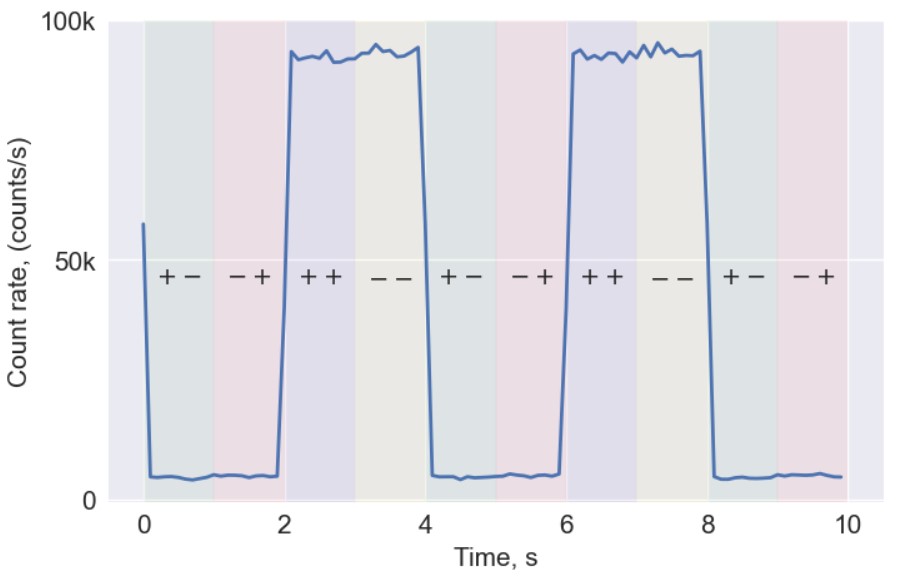 100k
50k
0
Count rate, (counts/s)
+− −+ ++ −− +− −+ ++ −− +− −+
0 2 4 6 8 10
Time, s